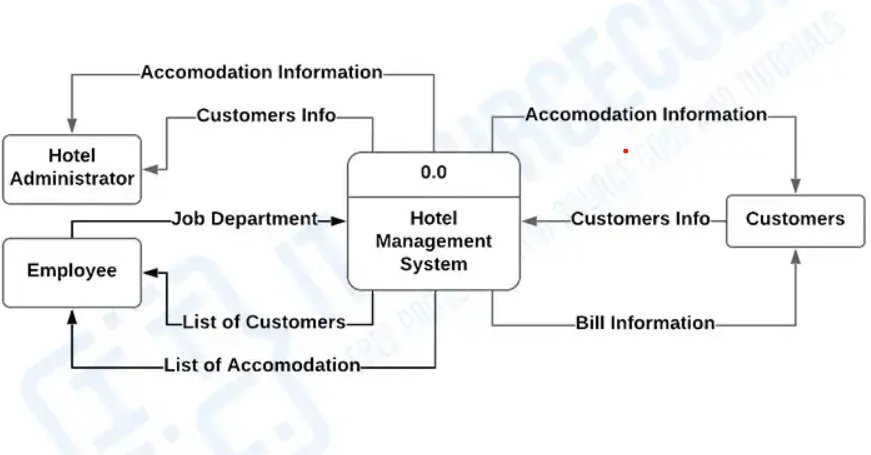 Accomodation Information
Customers Info
Accomodation Information
Hotel
Administrator
0.0
Job Department
Hotel
Management
System
Customers Info
Customers
Employee
List of Customers
Bill Information
List of Accomodation